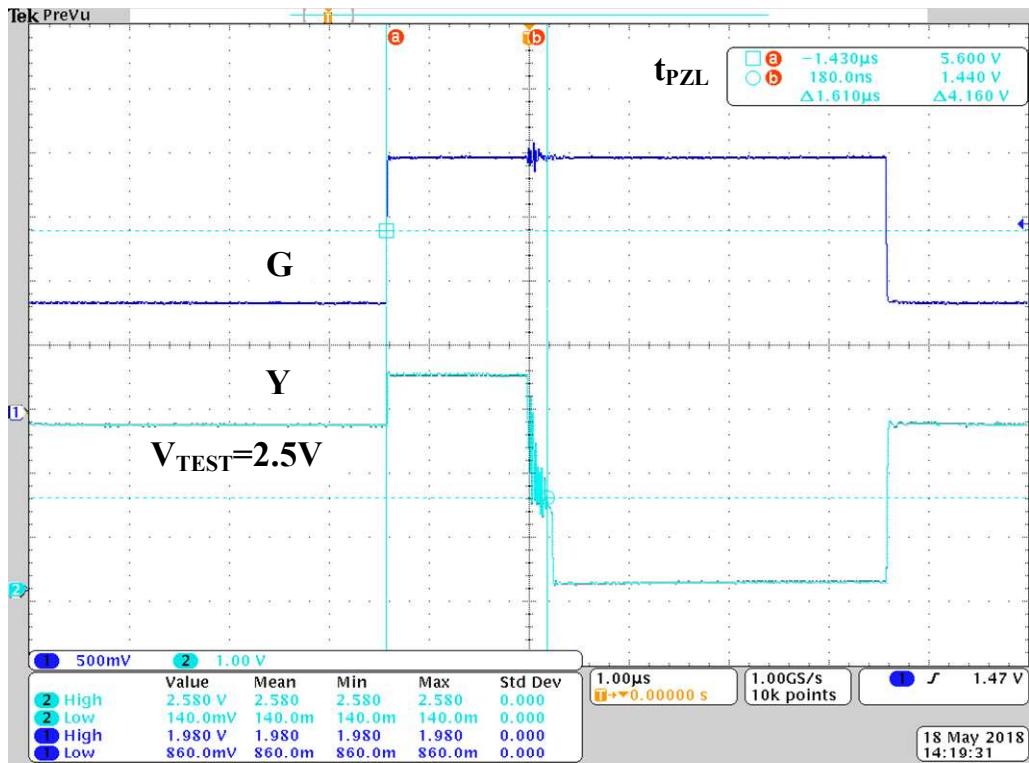 Tek PreVu
T
a
T b
t_PZL
a −1.430µs 5.600 V
b 180.0ns 1.440 V
Δ1.610µs Δ4.160 V
G
Y
1
V_TEST=2.5V
2
1 500mV 2 1.00 V
Value Mean Min Max Std Dev
2 High 2.580 V 2.580 2.580 2.580 0.000
2 Low 140.0mV 140.0m 140.0m 140.0m 0.000
1 High 1.980 V 1.980 1.980 1.980 0.000
1 Low 860.0mV 860.0m 860.0m 860.0m 0.000
1.00µs
T→▼0.00000 s
1.00GS/s
10k points
1 ʃ 1.47 V
18 May 2018
14:19:31